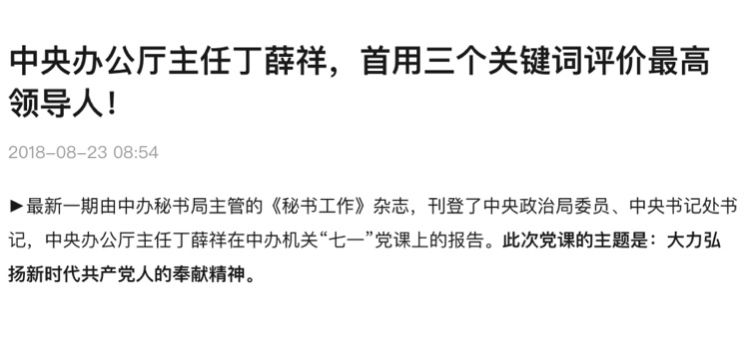 中央办公厅主任丁薛祥，首用三个关键词评价最高
领导人！
2018-08-23 08:54
►最新一期由中办秘书局主管的《秘书工作》杂志，刊登了中央政治局委员、中央书记处书
记，中央办公厅主任丁薛祥在中办机关“七一”党课上的报告。此次党课的主题是：大力弘
扬新时代共产党人的奉献精神。